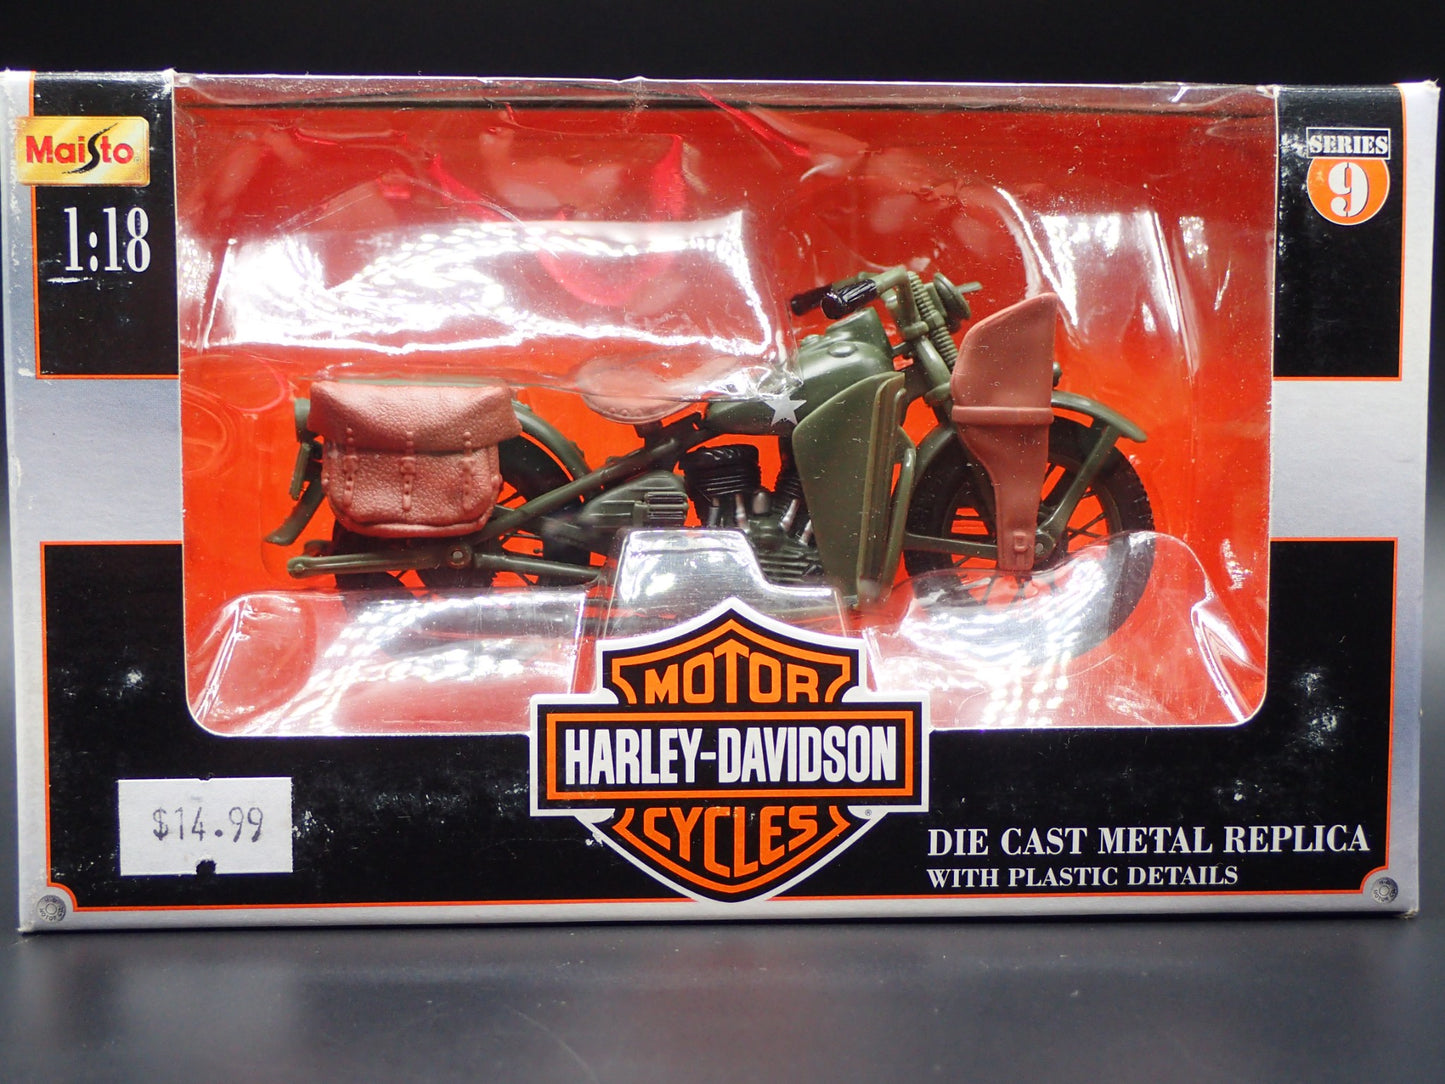 Maisto
1:18
SERIES
9
MOTOR
HARLEY-DAVIDSON
CYCLES
®
$14.99
DIE CAST METAL REPLICA
WITH PLASTIC DETAILS